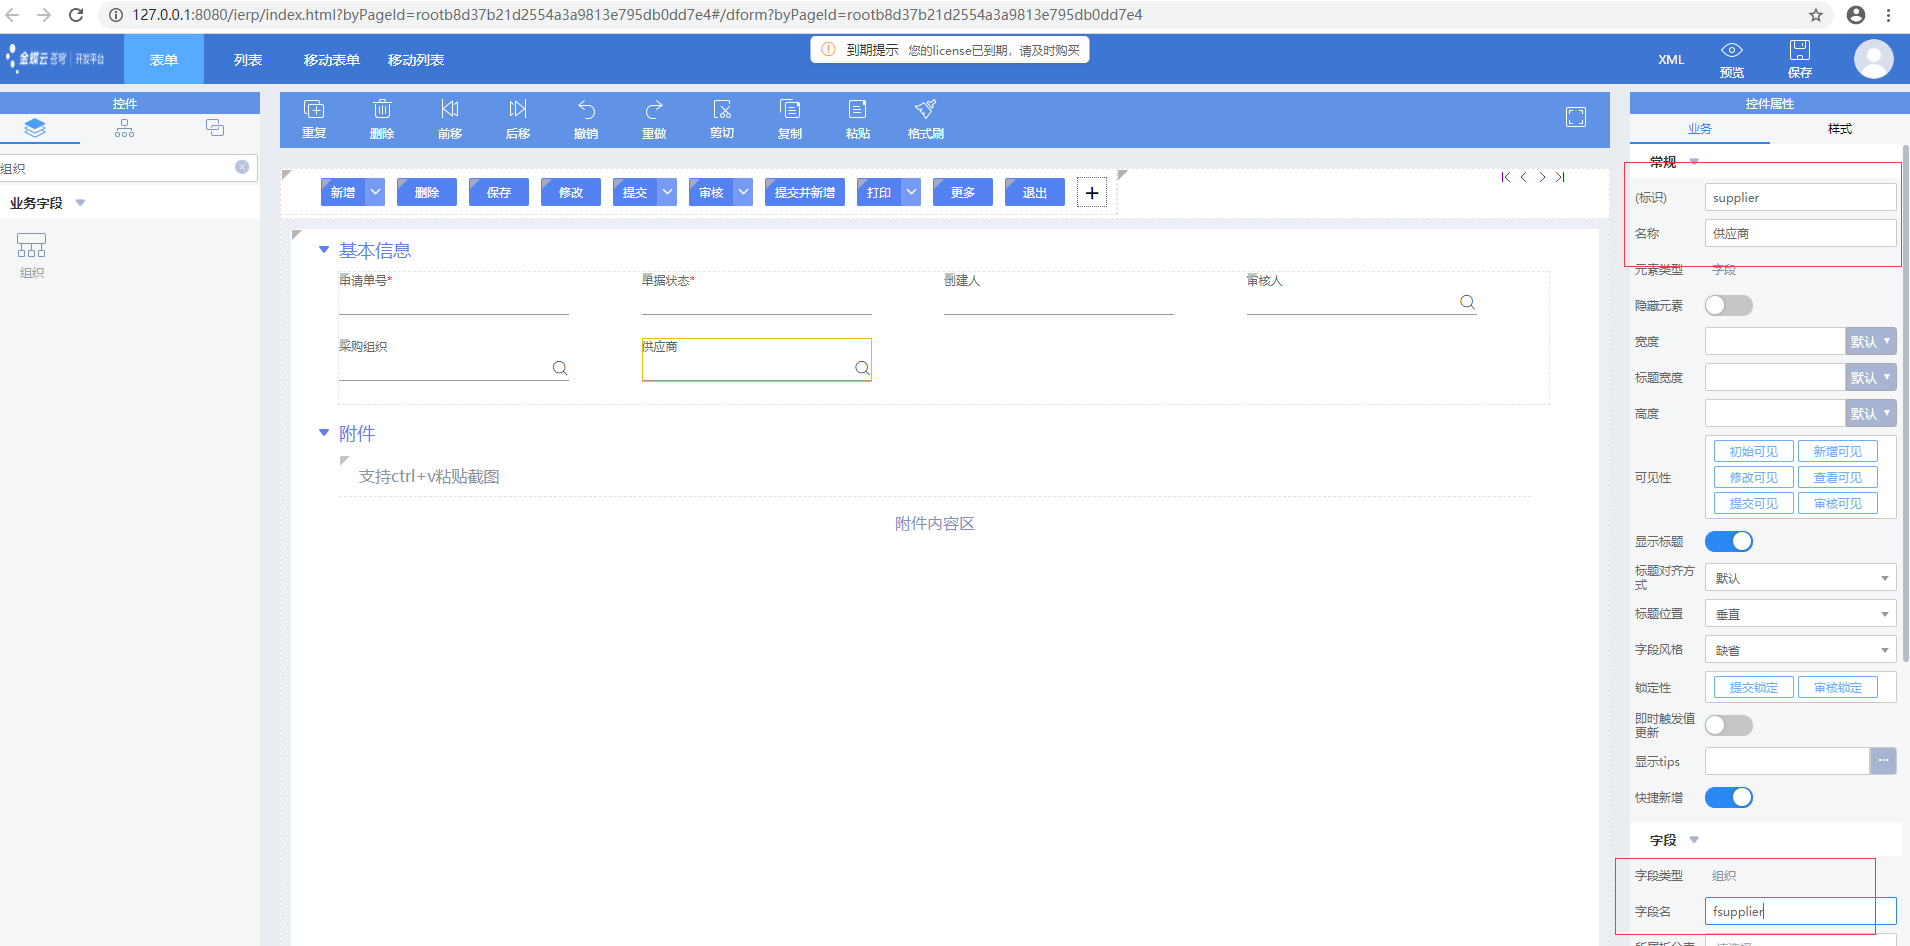 127.0.0.1:8080/ierp/index.html?byPageId=rootb8d37b21d2554a3a9813e795db0dd7e4#/dform?byPageId=rootb8d37b21d2554a3a9813e795db0dd7e4
金蝶云 苍穹 | 开发平台
表单 列表 移动表单 移动列表
到期提示 您的license已到期，请及时购买
XML 预览 保存
控件
组织
业务字段
组织
重复 删除 前移 后移 撤销 重做 剪切 复制 粘贴 格式刷
新增 删除 保存 修改 提交 审核 提交并新增 打印 更多 退出
基本信息
申请单号* 单据状态* 创建人 审核人
采购组织 供应商
附件
支持ctrl+v粘贴截图
附件内容区
控件属性
业务 样式
常规
(标识) supplier
名称 供应商
元素类型 字段
隐藏元素
宽度 默认
标题宽度 默认
高度 默认
可见性
初始可见 新增可见
修改可见 查看可见
提交可见 审核可见
显示标题
标题对齐方式 默认
标题位置 垂直
字段风格 缺省
锁定性 提交锁定 审核锁定
即时触发值更新
显示tips ...
快捷新增
字段
字段类型 组织
字段名 fsupplier